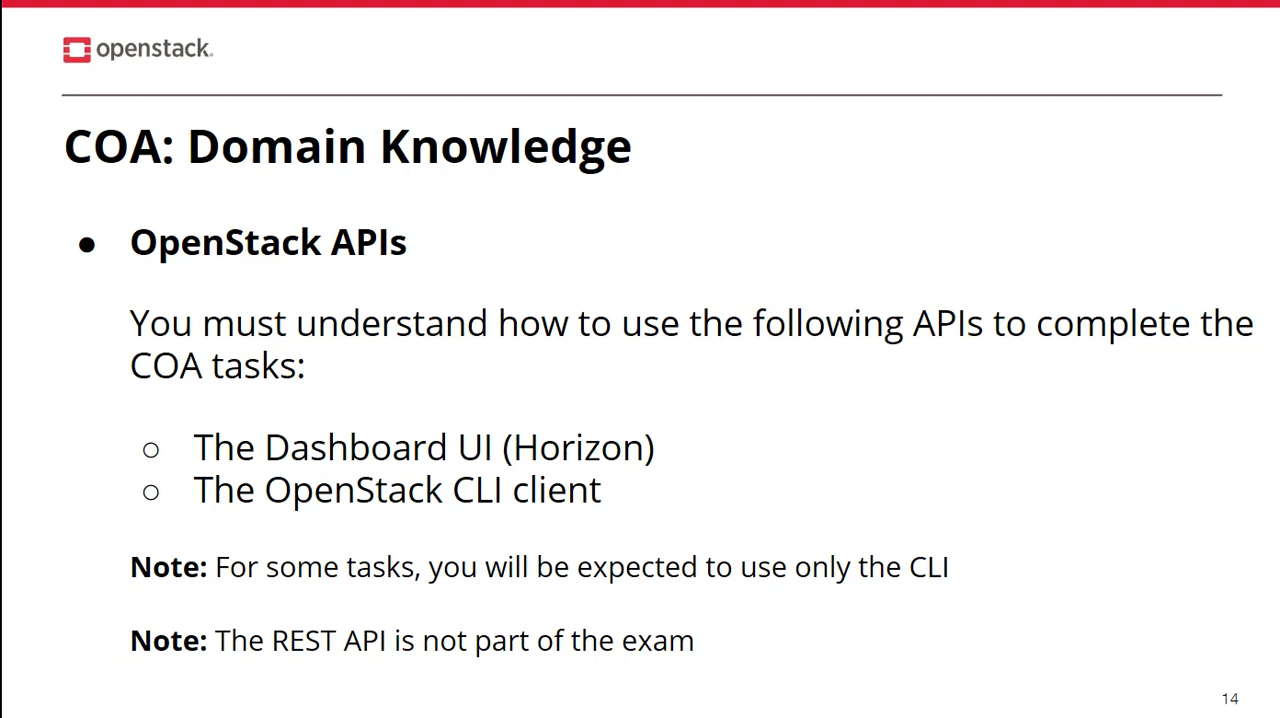 openstack.
COA: Domain Knowledge
● OpenStack APIs
You must understand how to use the following APIs to complete the
COA tasks:
○ The Dashboard UI (Horizon)
○ The OpenStack CLI client
Note: For some tasks, you will be expected to use only the CLI
Note: The REST API is not part of the exam
14